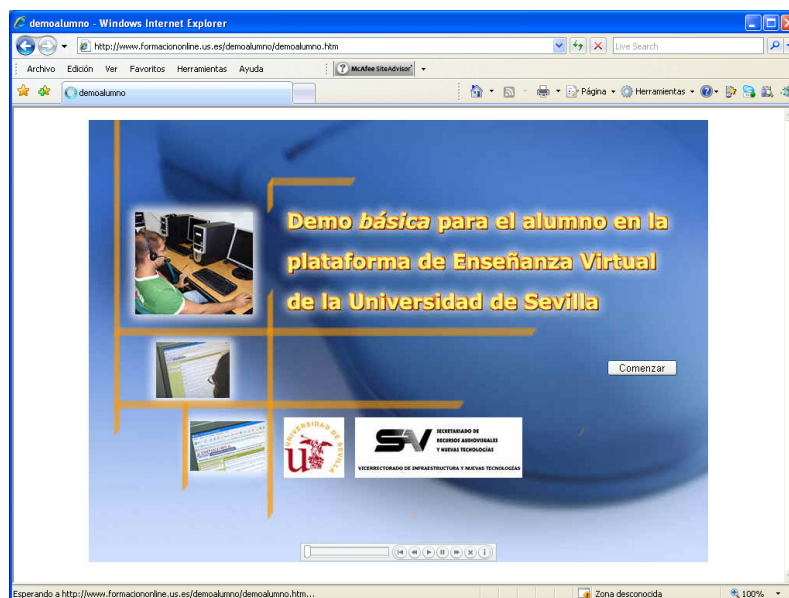 demoalumno - Windows Internet Explorer
http://www.formaciononline.us.es/demoalumno/demoalumno.htm
Live Search
Archivo Edición Ver Favoritos Herramientas Ayuda
McAfee SiteAdvisor
demoalumno
Página
Herramientas
Demo básica para el alumno en la
plataforma de Enseñanza Virtual
de la Universidad de Sevilla
Comenzar
UNIVERSIDAD DE SEVILLA
SAV
SECRETARIADO DE
RECURSOS AUDIOVISUALES
Y NUEVAS TECNOLOGÍAS
VICERRECTORADO DE INFRAESTRUCTURA Y NUEVAS TECNOLOGÍAS
Esperando a http://www.formaciononline.us.es/demoalumno/demoalumno.htm...
Zona desconocida
100%